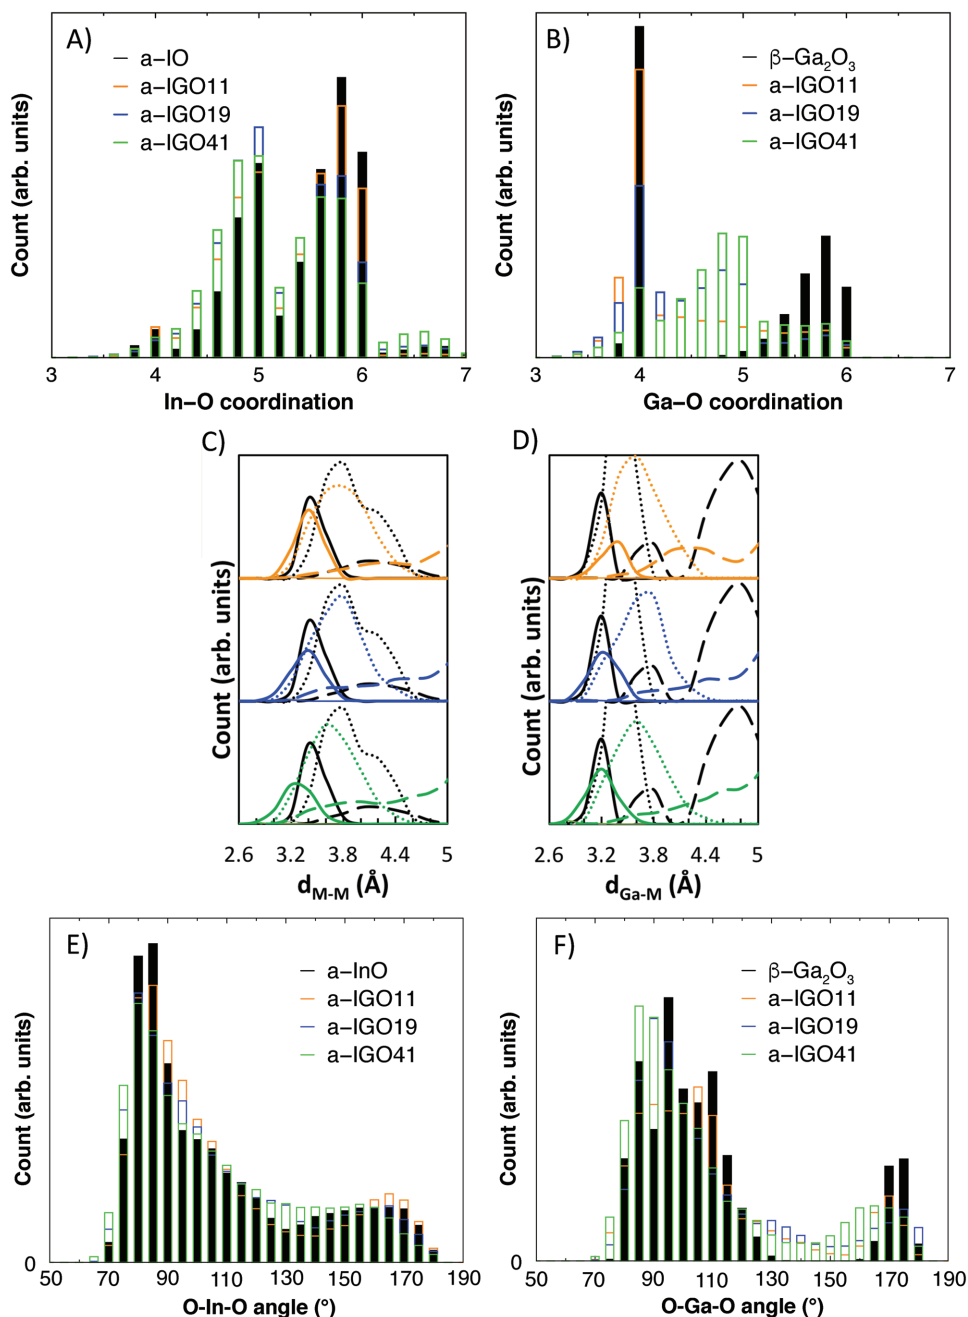 A)
a–IO
a–IGO11
a–IGO19
a–IGO41
Count (arb. units)
3 4 5 6 7
In–O coordination
B)
β–Ga₂O₃
a–IGO11
a–IGO19
a–IGO41
Count (arb. units)
3 4 5 6 7
Ga–O coordination
C)
Count (arb. units)
2.6 3.2 3.8 4.4 5
d_M-M (Å)
D)
Count (arb. units)
2.6 3.2 3.8 4.4 5
d_Ga-M (Å)
E)
a–InO
a–IGO11
a–IGO19
a–IGO41
Count (arb. units)
0
50 70 90 110 130 150 170 190
O-In-O angle (°)
F)
β–Ga₂O₃
a–IGO11
a–IGO19
a–IGO41
Count (arb. units)
0
50 70 90 110 130 150 170 190
O-Ga-O angle (°)